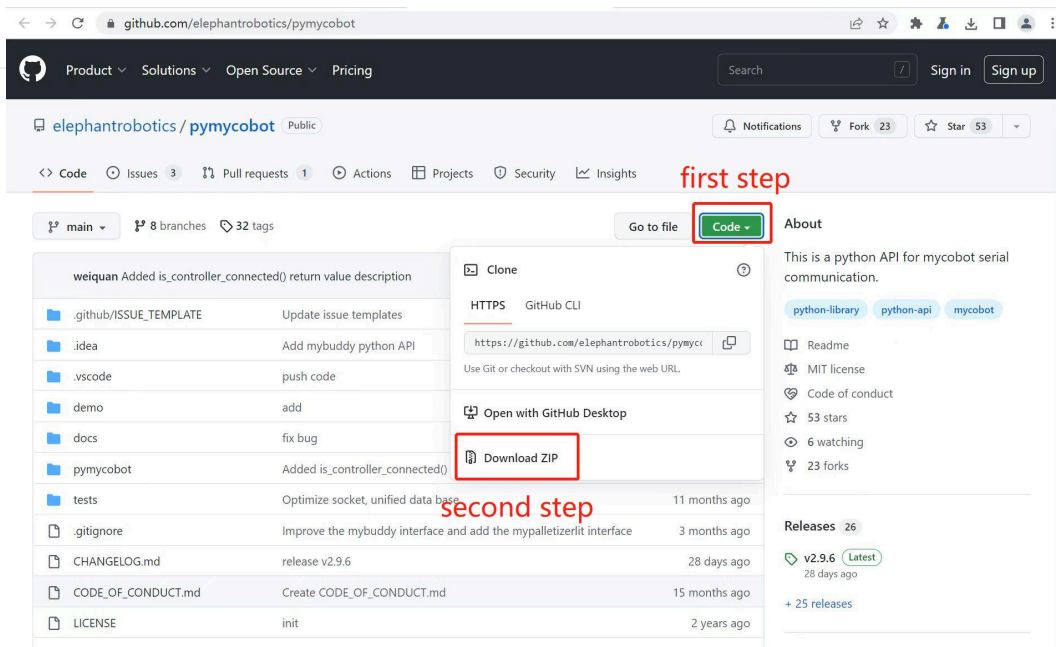 github.com/elephantrobotics/pymycobot
Product Solutions Open Source Pricing Search / Sign in Sign up
elephantrobotics / pymycobot Public Notifications Fork 23 Star 53
Code Issues 3 Pull requests 1 Actions Projects Security Insights
first step
main 8 branches 32 tags Go to file Code
About
weiquan Added is_controller_connected() return value description
Clone
This is a python API for mycobot serial
communication.
HTTPS GitHub CLI
python-library python-api mycobot
.github/ISSUE_TEMPLATE Update issue templates
https://github.com/elephantrobotics/pymyc
Use Git or checkout with SVN using the web URL.
.idea Add mybuddy python API
.vscode push code
demo add
Open with GitHub Desktop
docs fix bug
Download ZIP
pymycobot Added is_controller_connected()
second step
tests Optimize socket, unified data base 11 months ago
.gitignore Improve the mybuddy interface and add the mypalletizerlit interface 3 months ago
CHANGELOG.md release v2.9.6 28 days ago
CODE_OF_CONDUCT.md Create CODE_OF_CONDUCT.md 15 months ago
LICENSE init 2 years ago
Readme
MIT license
Code of conduct
53 stars
6 watching
23 forks
Releases 26
v2.9.6 Latest
28 days ago
+ 25 releases